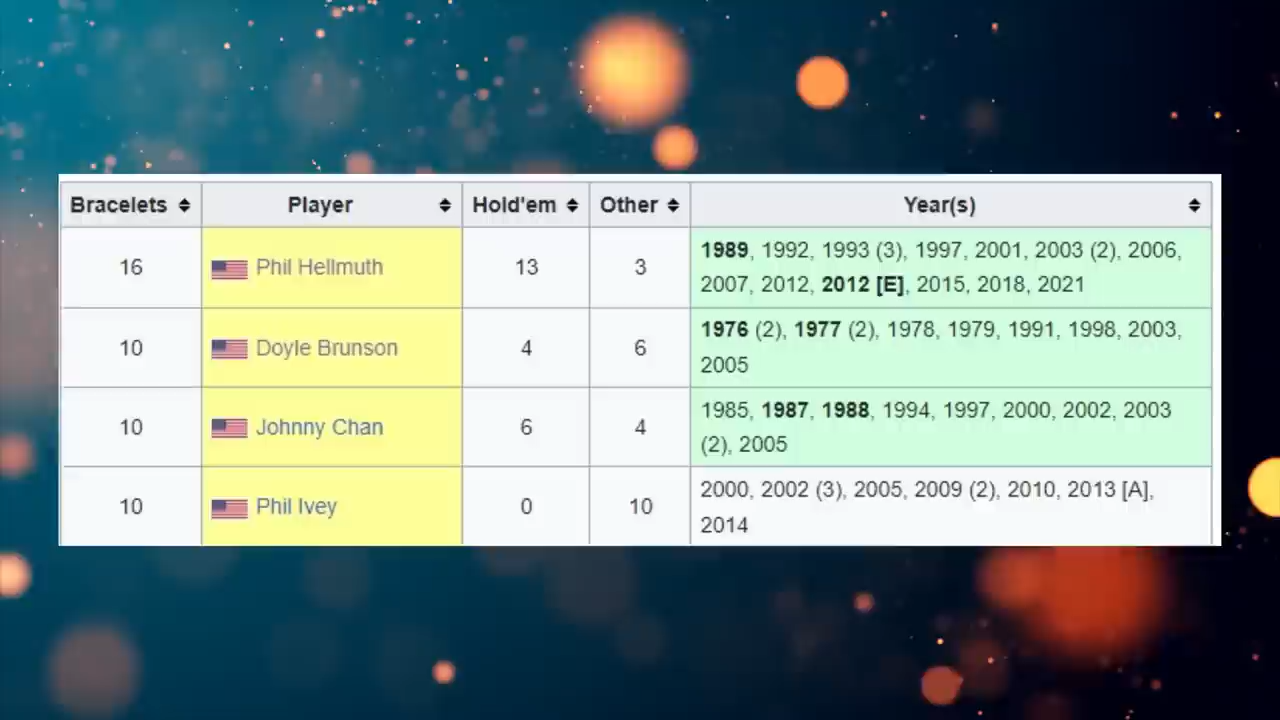 Bracelets Player Hold'em Other Year(s)
16 Phil Hellmuth 13 3 1989, 1992, 1993 (3), 1997, 2001, 2003 (2), 2006,
2007, 2012, 2012 [E], 2015, 2018, 2021
10 Doyle Brunson 4 6 1976 (2), 1977 (2), 1978, 1979, 1991, 1998, 2003,
2005
10 Johnny Chan 6 4 1985, 1987, 1988, 1994, 1997, 2000, 2002, 2003
(2), 2005
10 Phil Ivey 0 10 2000, 2002 (3), 2005, 2009 (2), 2010, 2013 [A],
2014